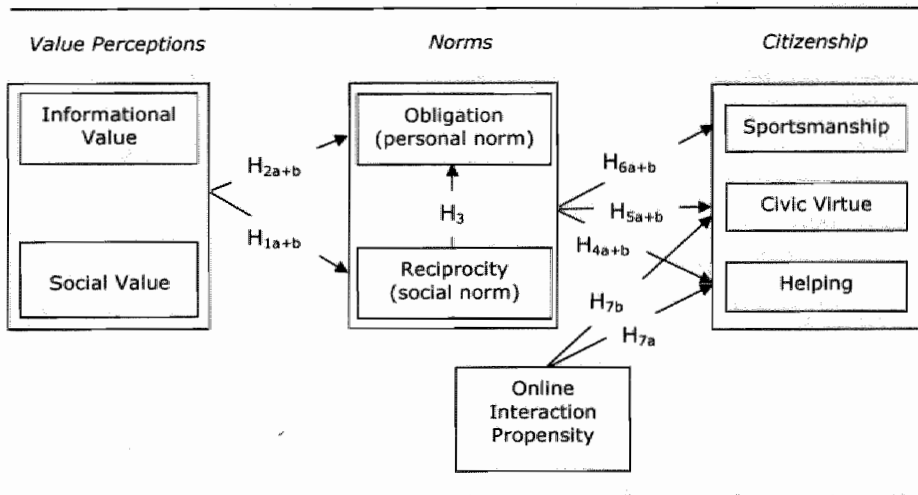 Value Perceptions
Norms
Citizenship
Informational
Value
Social Value
H2a+b
H1a+b
Obligation
(personal norm)
H3
Reciprocity
(social norm)
H6a+b
H5a+b
H4a+b
H7b
H7a
Sportsmanship
Civic Virtue
Helping
Online
Interaction
Propensity